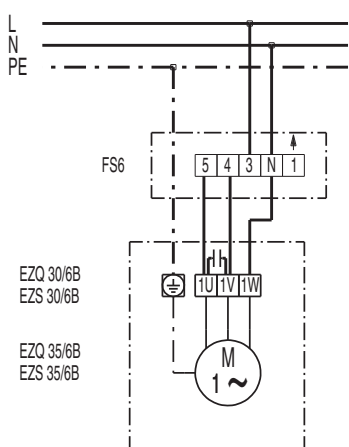 L
N
PE
FS6
5 4 3 N 1
EZQ 30/6B
EZS 30/6B
1U 1V 1W
EZQ 35/6B
EZS 35/6B
M
1 ~